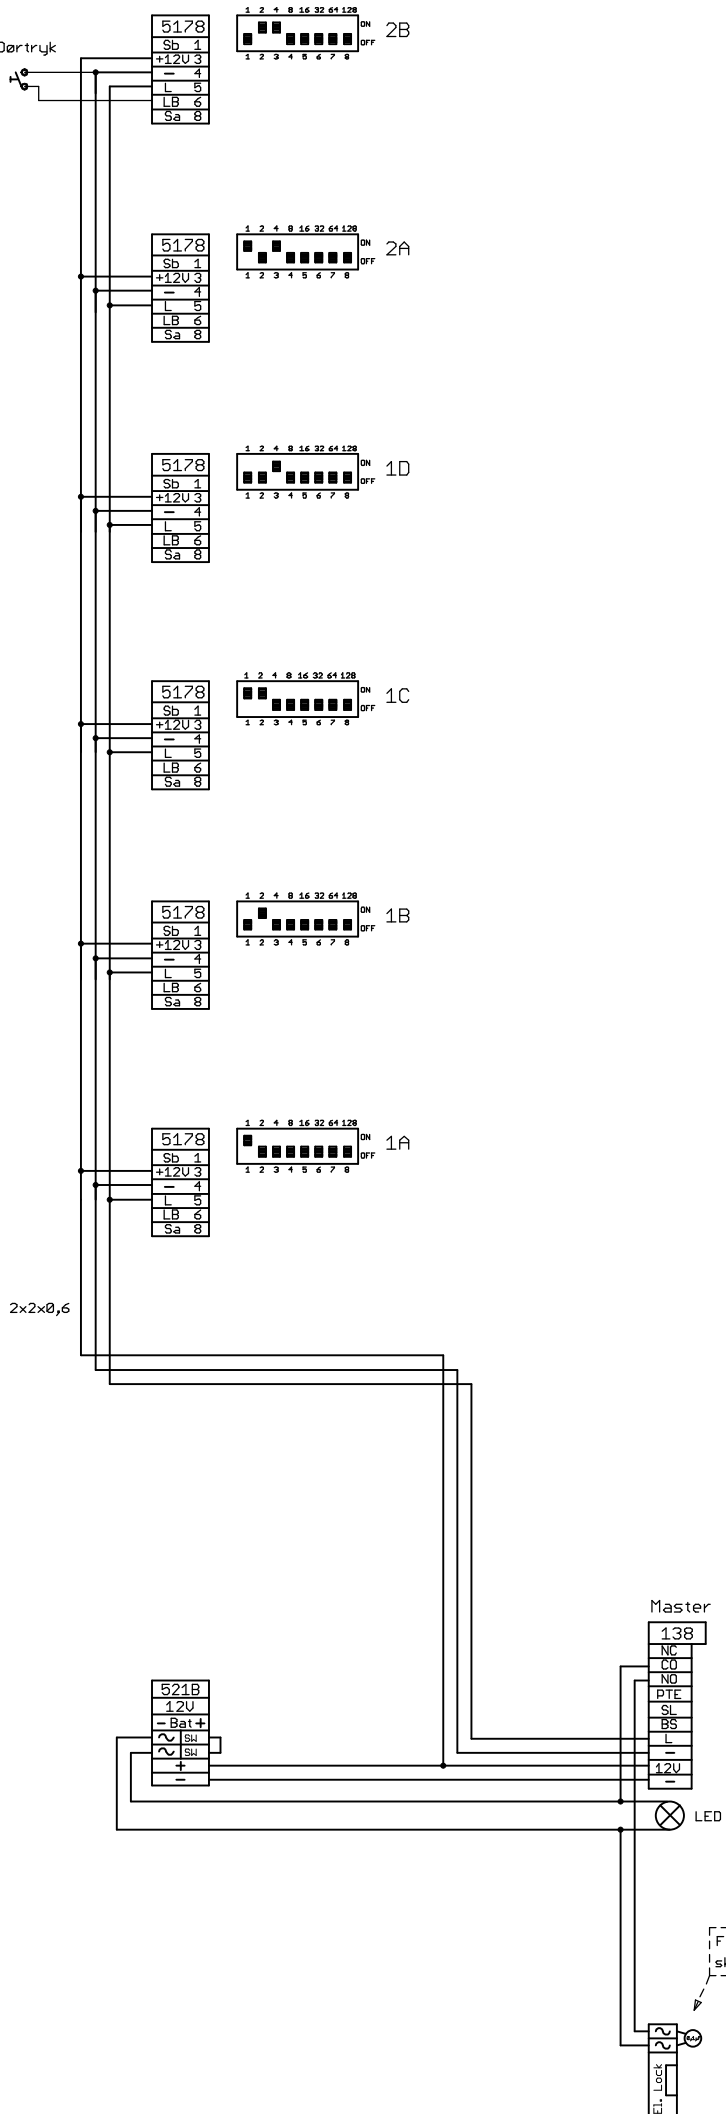 Dørtryk
5178
Sb 1
+12V 3
— 4
L 5
LB 6
Sa 8
1 2 4 8 16 32 64 128
ON
OFF
1 2 3 4 5 6 7 8
2B
5178
Sb 1
+12V 3
— 4
L 5
LB 6
Sa 8
1 2 4 8 16 32 64 128
ON
OFF
1 2 3 4 5 6 7 8
2A
5178
Sb 1
+12V 3
— 4
L 5
LB 6
Sa 8
1 2 4 8 16 32 64 128
ON
OFF
1 2 3 4 5 6 7 8
1D
5178
Sb 1
+12V 3
— 4
L 5
LB 6
Sa 8
1 2 4 8 16 32 64 128
ON
OFF
1 2 3 4 5 6 7 8
1C
5178
Sb 1
+12V 3
— 4
L 5
LB 6
Sa 8
1 2 4 8 16 32 64 128
ON
OFF
1 2 3 4 5 6 7 8
1B
5178
Sb 1
+12V 3
— 4
L 5
LB 6
Sa 8
1 2 4 8 16 32 64 128
ON
OFF
1 2 3 4 5 6 7 8
1A
2x2x0,6
Master
138
NC
CO
NO
PTE
SL
BS
L
—
12V
—
521B
12V
- Bat +
~ SW
~ SW
+
—
LED
F
~
~
El. Lock